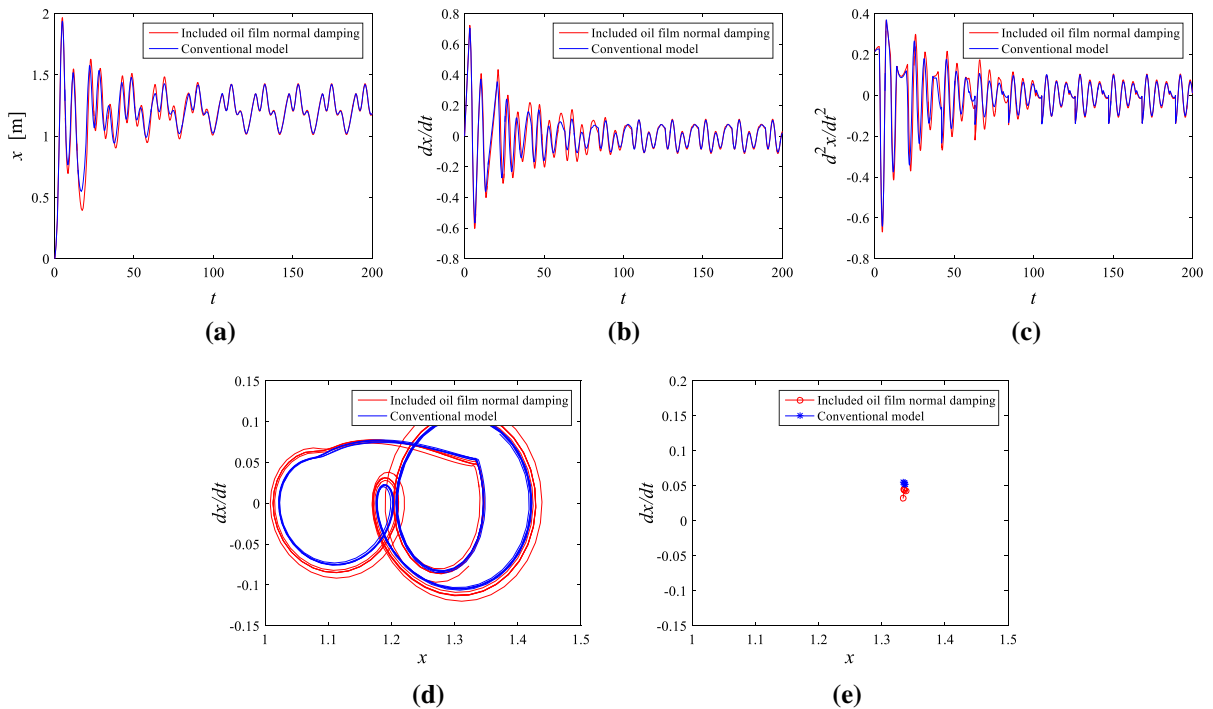 Included oil film normal damping
Conventional model
2
1.5
1
0.5
0
x [m]
0
50
100
150
200
t
(a)
Included oil film normal damping
Conventional model
0.8
0.6
0.4
0.2
0
-0.2
-0.4
-0.6
-0.8
dx/dt
0
50
100
150
200
t
(b)
Included oil film normal damping
Conventional model
0.4
0.2
0
-0.2
-0.4
-0.6
-0.8
d²x/dt²
0
50
100
150
200
t
(c)
Included oil film normal damping
Conventional model
0.15
0.1
0.05
0
-0.05
-0.1
-0.15
dx/dt
1
1.1
1.2
1.3
1.4
1.5
x
(d)
Included oil film normal damping
Conventional model
0.2
0.15
0.1
0.05
0
-0.05
-0.1
-0.15
dx/dt
1
1.1
1.2
1.3
1.4
1.5
x
(e)